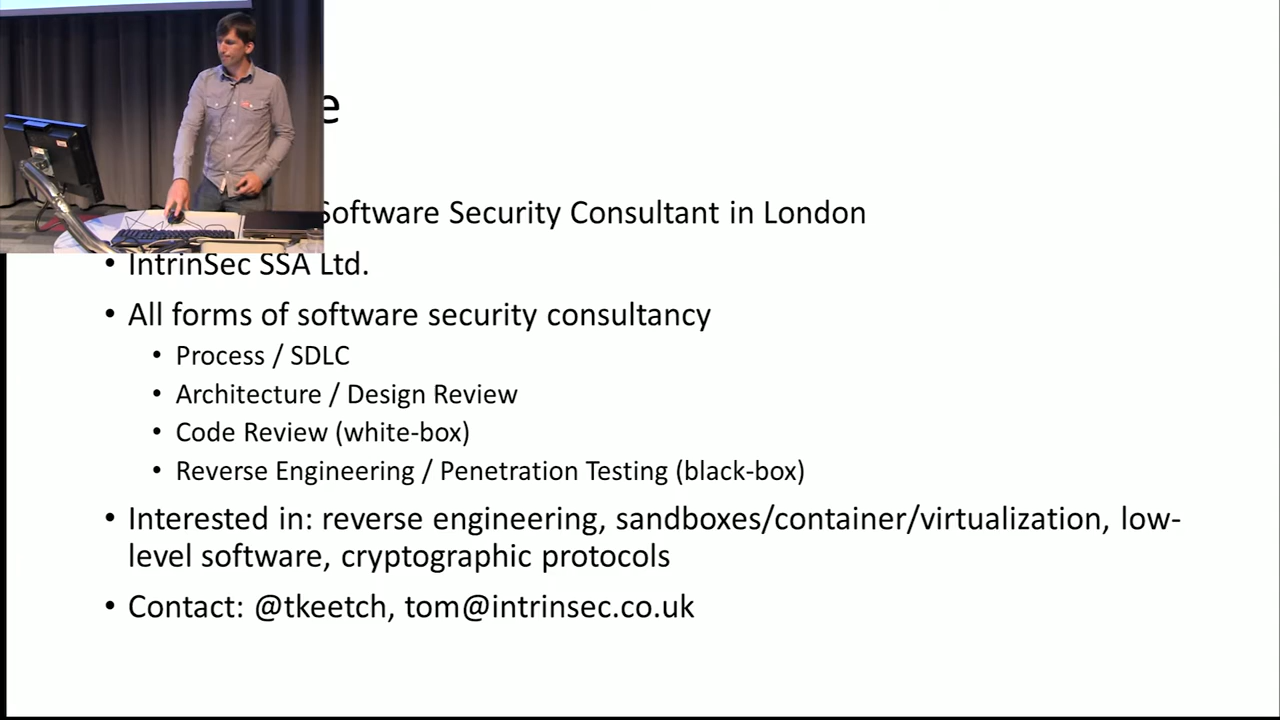 Software Security Consultant in London
• IntrinSec SSA Ltd.
• All forms of software security consultancy
• Process / SDLC
• Architecture / Design Review
• Code Review (white-box)
• Reverse Engineering / Penetration Testing (black-box)
• Interested in: reverse engineering, sandboxes/container/virtualization, low-
level software, cryptographic protocols
• Contact: @tkeetch, tom@intrinsec.co.uk